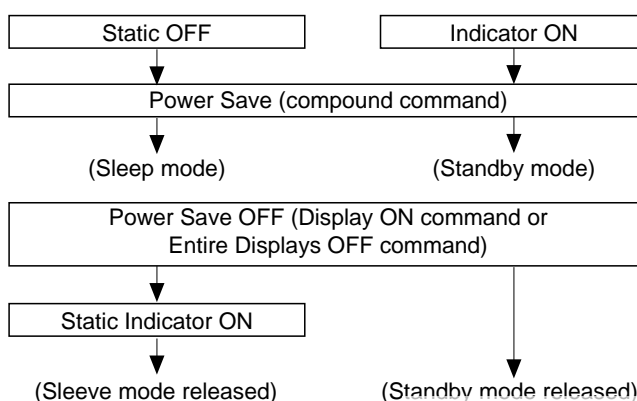 Static OFF
Indicator ON
Power Save (compound command)
(Sleep mode)
(Standby mode)
Power Save OFF (Display ON command or
Entire Displays OFF command)
Static Indicator ON
(Sleeve mode released)
(Standby mode released)